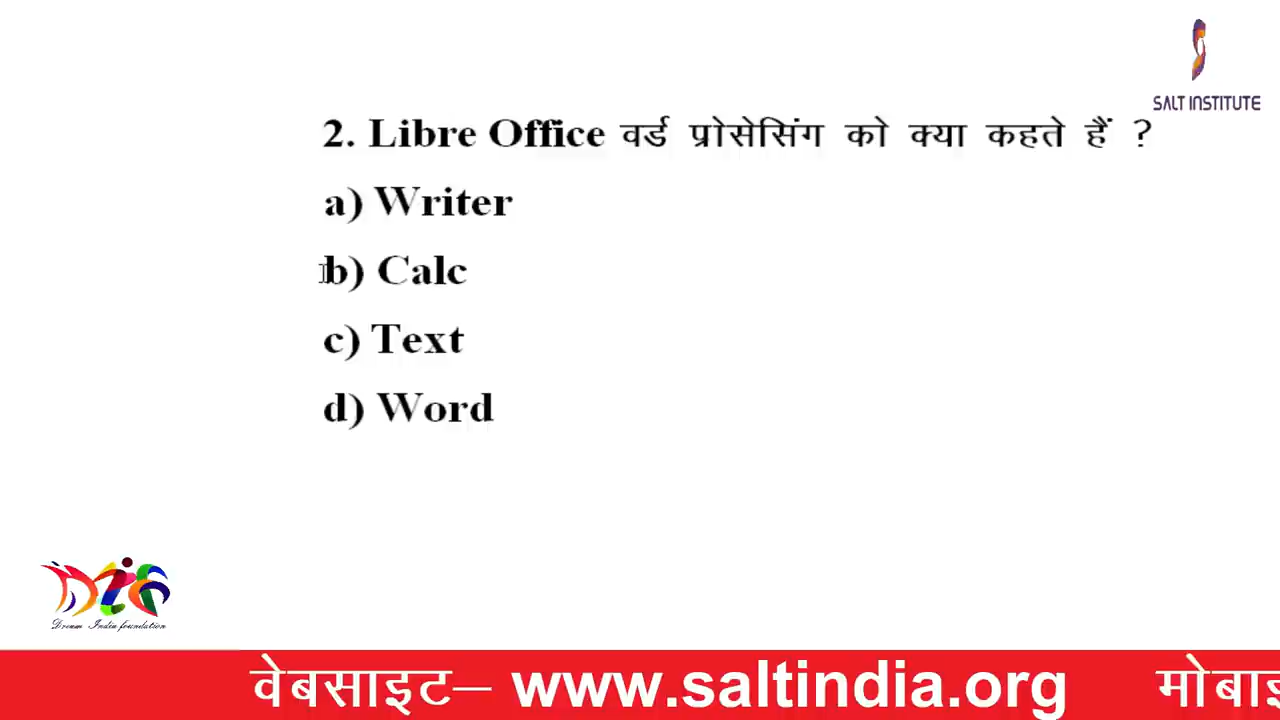 SALT INSTITUTE
2. Libre Office वर्ड प्रोसेसिंग को क्या कहते हैं ?
a) Writer
b) Calc
c) Text
d) Word
Dream India foundation
वेबसाइट– www.saltindia.org मोबाइ